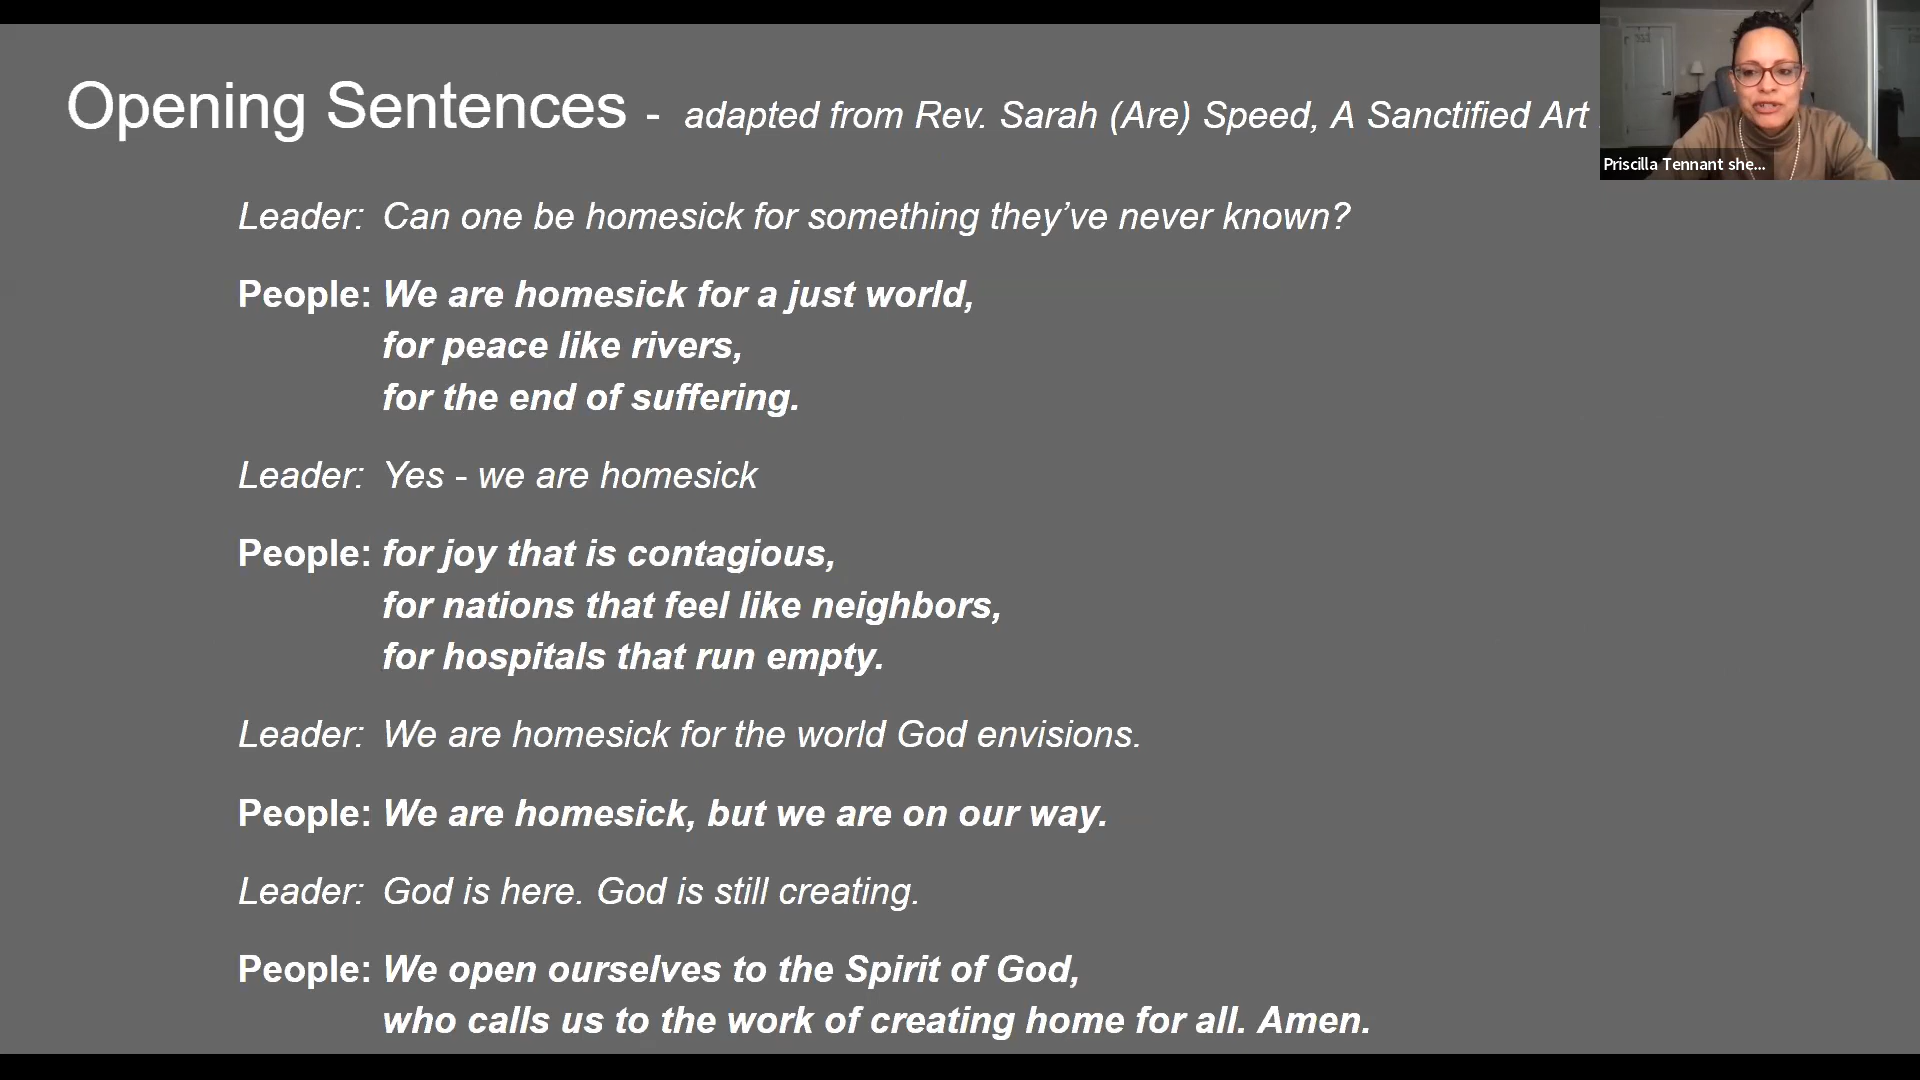 Opening Sentences - adapted from Rev. Sarah (Are) Speed, A Sanctified Art
Priscilla Tennant she...
Leader: Can one be homesick for something they’ve never known?
People: We are homesick for a just world,
for peace like rivers,
for the end of suffering.
Leader: Yes - we are homesick
People: for joy that is contagious,
for nations that feel like neighbors,
for hospitals that run empty.
Leader: We are homesick for the world God envisions.
People: We are homesick, but we are on our way.
Leader: God is here. God is still creating.
People: We open ourselves to the Spirit of God,
who calls us to the work of creating home for all. Amen.